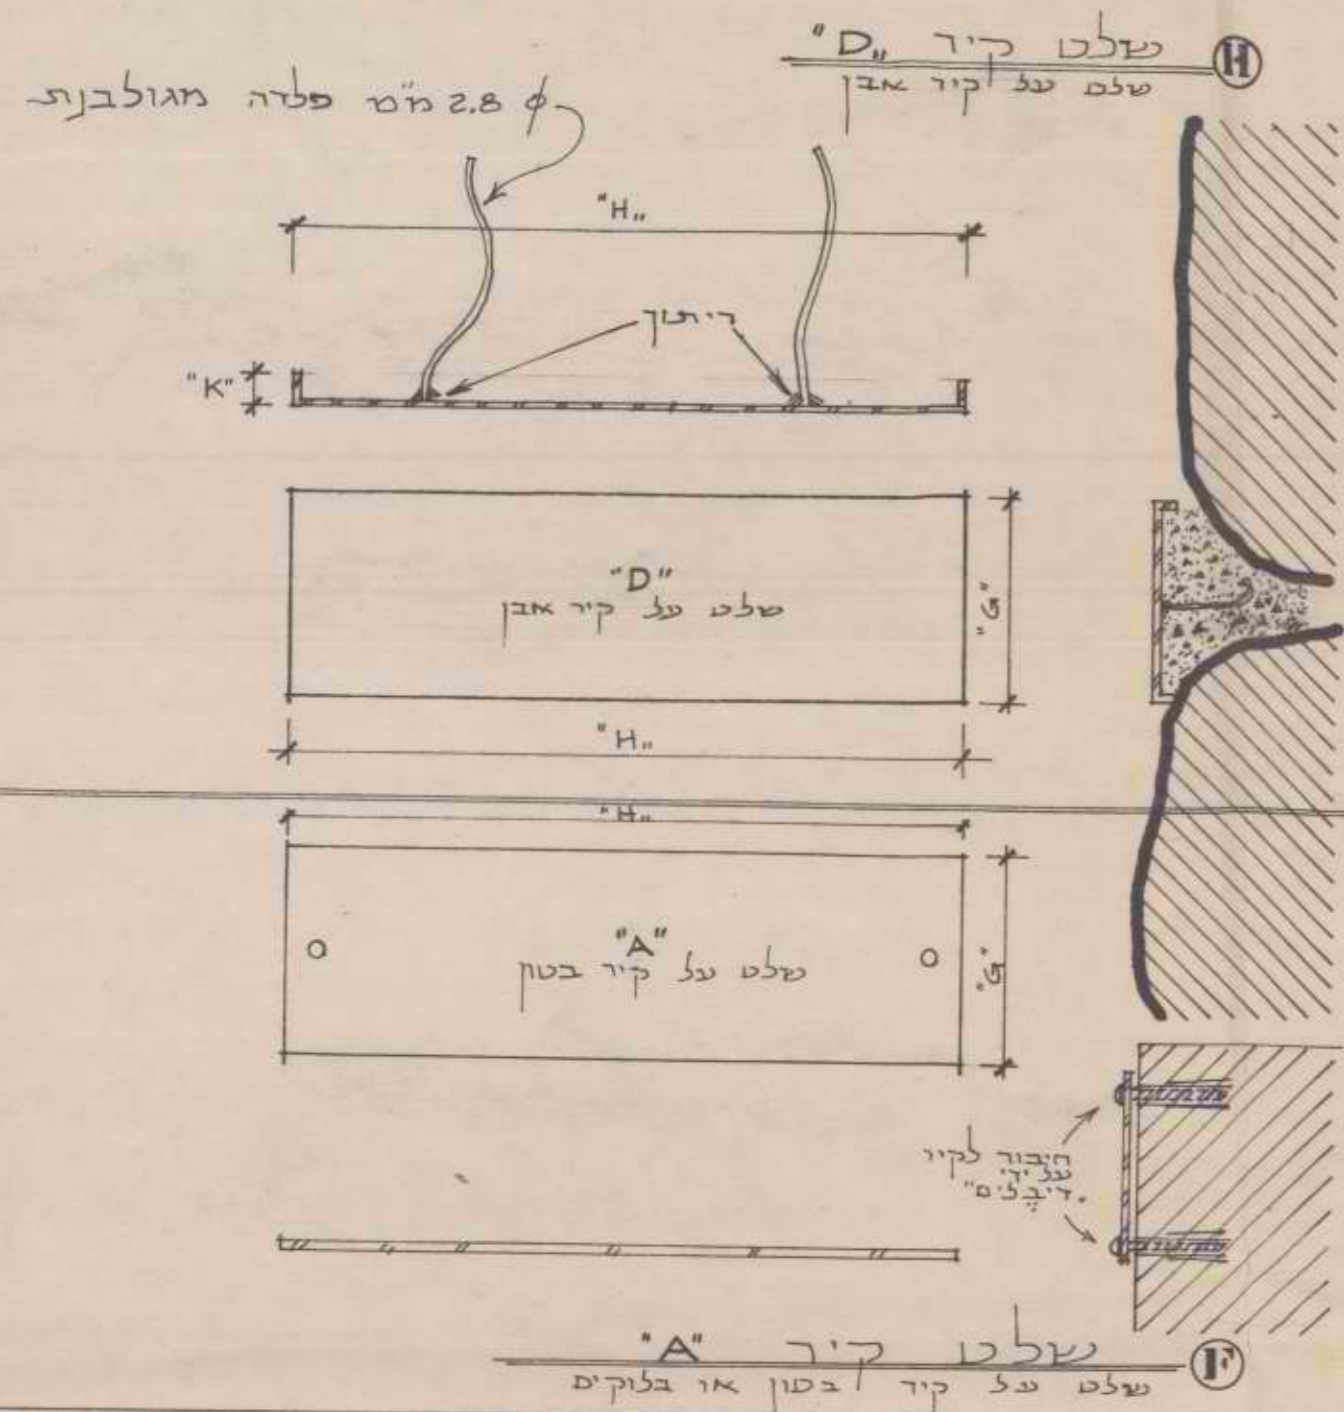 שלט קיר „D"
H
שלט על קיר אבן
ϕ 2.8 מ"מ פלדה מגולבנת
"H„
ריתוך
"K"
"D"
שלט על קיר אבן
"G"
"H„
"H„
"A"
שלט על קיר בטון
"G"
חיבור לקיר
על ידי
„דיבלים"
שלט קיר "A"
F
שלט על קיר בטון או בלוקים